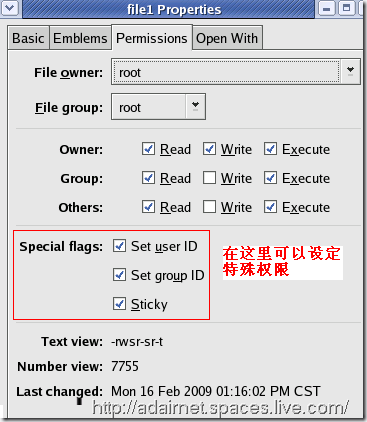 file1 Properties
Basic Emblems Permissions Open With
File owner: root
File group: root
Owner: Read Write Execute
Group: Read Write Execute
Others: Read Write Execute
Special flags: Set user ID
Set group ID
Sticky
在这里可以设定
特殊权限
Text view: -rwsr-sr-t
Number view: 7755
Last changed: Mon 16 Feb 2009 01:16:02 PM CST
http://adairnet.spaces.live.com/